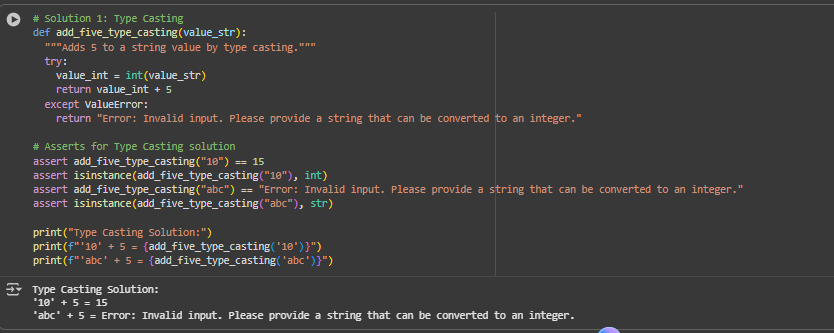 # Solution 1: Type Casting
def add_five_type_casting(value_str):
  """Adds 5 to a string value by type casting."""
  try:
    value_int = int(value_str)
    return value_int + 5
  except ValueError:
    return "Error: Invalid input. Please provide a string that can be converted to an integer."

# Asserts for Type Casting solution
assert add_five_type_casting("10") == 15
assert isinstance(add_five_type_casting("10"), int)
assert add_five_type_casting("abc") == "Error: Invalid input. Please provide a string that can be converted to an integer."
assert isinstance(add_five_type_casting("abc"), str)

print("Type Casting Solution:")
print(f"'10' + 5 = {add_five_type_casting('10')}")
print(f"'abc' + 5 = {add_five_type_casting('abc')}")
Type Casting Solution:
'10' + 5 = 15
'abc' + 5 = Error: Invalid input. Please provide a string that can be converted to an integer.